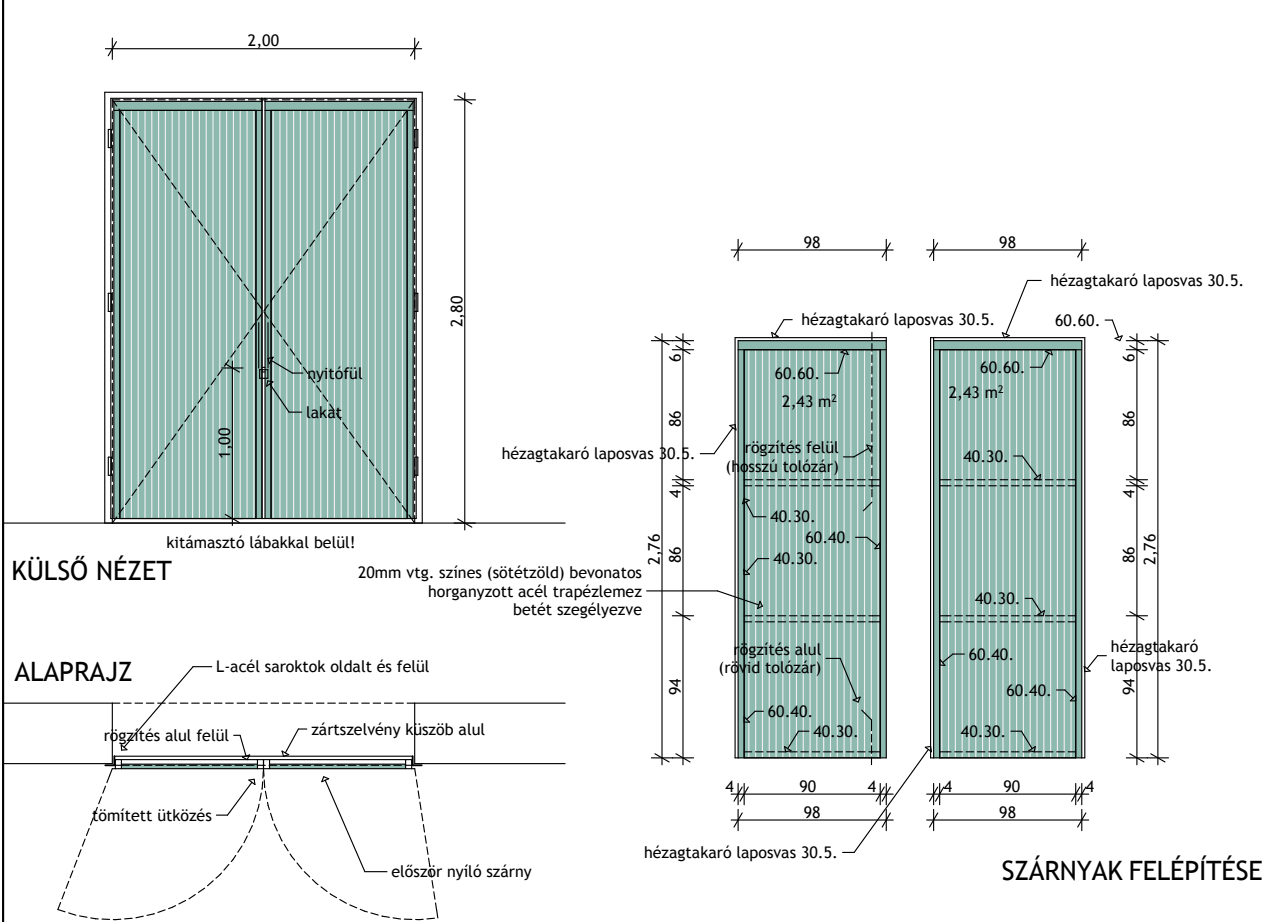 2,00
2,80
nyitófül
lakat
1,00
kitámasztó lábakkal belül!
KÜLSŐ NÉZET
ALAPRAJZ
L-acél saroktok oldalt és felül
rögzítés alul felül
zártszelvény küszöb alul
tömített ütközés
először nyíló szárny
98
98
hézagtakaró laposvas 30.5.
hézagtakaró laposvas 30.5.
60.60.
6
60.60.
2,43 m²
60.60.
2,43 m²
6
86
86
hézagtakaró laposvas 30.5.
rögzítés felül
(hosszú tolózár)
40.30.
4
4
40.30.
60.40.
2,76
86
86
2,76
40.30.
20mm vtg. színes (sötétzöld) bevonatos
horganyzott acél trapézlemez
betét szegélyezve
40.30.
rögzítés alul
(rövid tolózár)
60.40.
hézagtakaró
laposvas 30.5.
94
94
60.40.
60.40.
40.30.
40.30.
4
90
4
4
90
4
98
98
hézagtakaró laposvas 30.5.
SZÁRNYAK FELÉPÍTÉSE